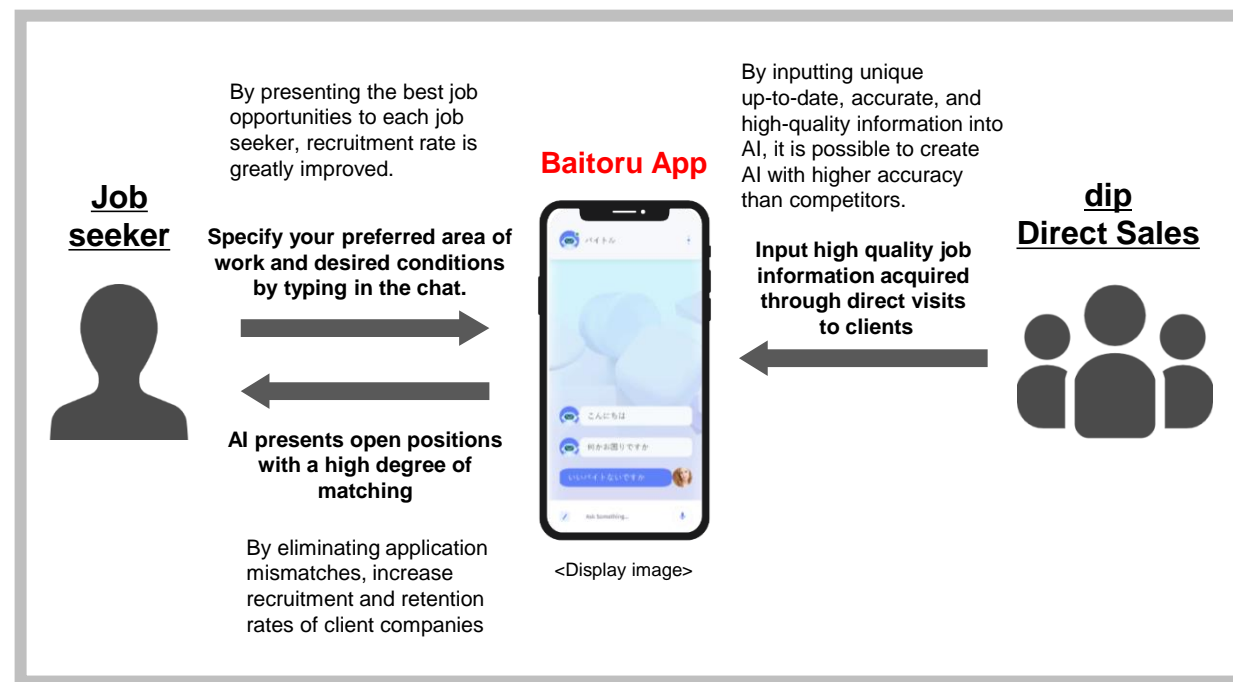 By presenting the best job
opportunities to each job
seeker, recruitment rate is
greatly improved.
Job
seeker
Specify your preferred area of
work and desired conditions
by typing in the chat.
AI presents open positions
with a high degree of
matching
By eliminating application
mismatches, increase
recruitment and retention
rates of client companies
Baitoru App
バイトル
こんにちは
何かお困りですか
いいバイトないですか
Ask Something...
<Display image>
By inputting unique
up-to-date, accurate, and
high-quality information into
AI, it is possible to create
AI with higher accuracy
than competitors.
Input high quality job
information acquired
through direct visits
to clients
dip
Direct Sales